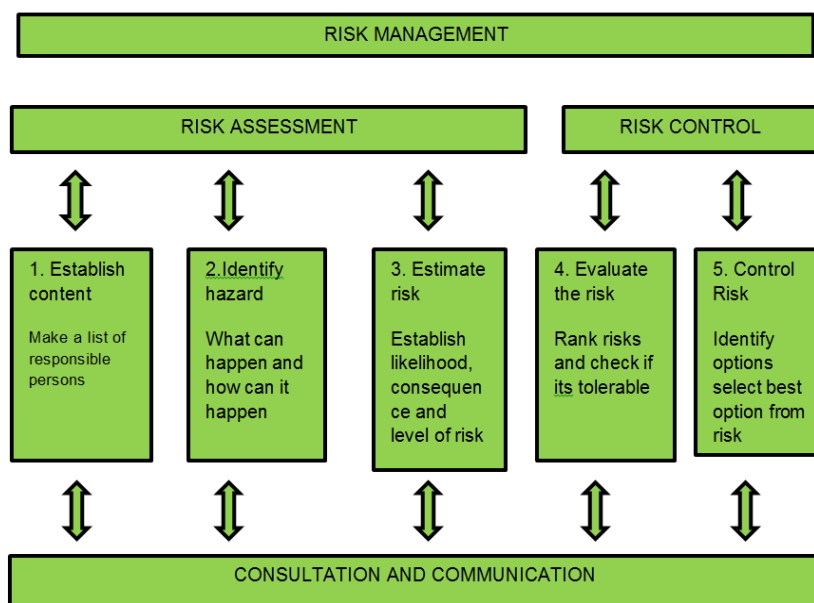 RISK MANAGEMENT
RISK ASSESSMENT
RISK CONTROL
1. Establish
content
Make a list of
responsible
persons
2.Identify
hazard
What can
happen and
how can it
happen
3. Estimate
risk
Establish
likelihood,
consequen
ce and
level of risk
4. Evaluate
the risk
Rank risks
and check if
its tolerable
5. Control
Risk
Identify
options
select best
option from
risk
CONSULTATION AND COMMUNICATION